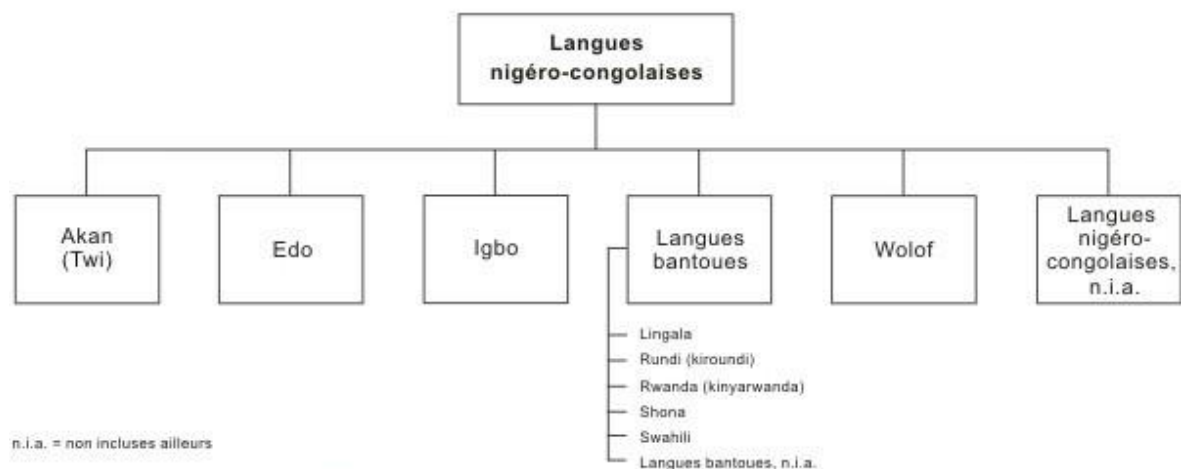 Langues
nigéro-congolaises
Akan
(Twi)
Edo
Igbo
Langues
bantoues
Wolof
Langues
nigéro-
congolaises,
n.i.a.
Lingala
Rundi (kiroundi)
Rwanda (kinyarwanda)
Shona
Swahili
Langues bantoues, n.i.a.
n.i.a. = non incluses ailleurs